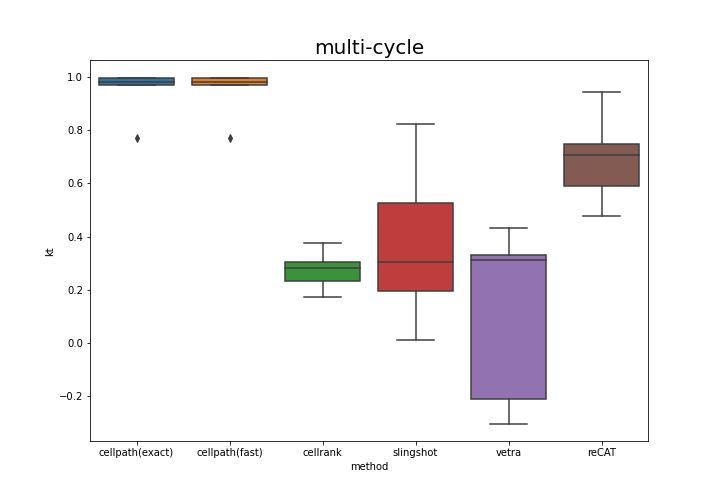 multi-cycle
1.0
0.8
0.6
0.4
0.2
0.0
−0.2
kt
cellpath(exact) cellpath(fast) cellrank slingshot vetra reCAT
method